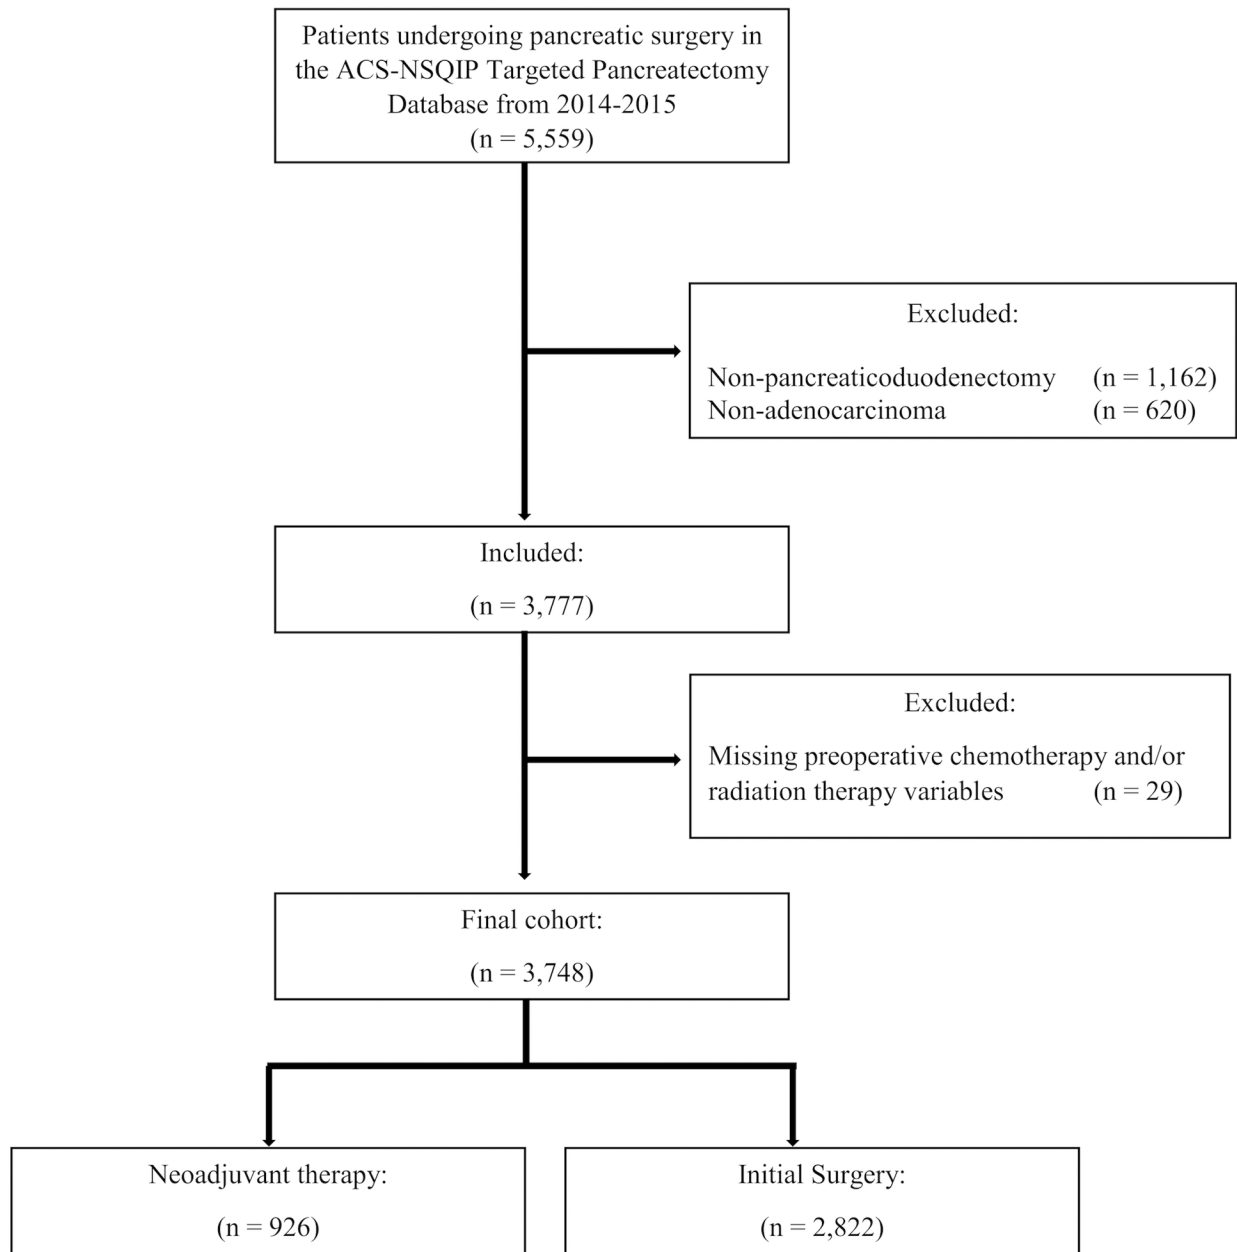 Patients undergoing pancreatic surgery in
the ACS-NSQIP Targeted Pancreatectomy
Database from 2014-2015
(n = 5,559)
Excluded:
Non-pancreaticoduodenectomy (n = 1,162)
Non-adenocarcinoma (n = 620)
Included:
(n = 3,777)
Excluded:
Missing preoperative chemotherapy and/or
radiation therapy variables (n = 29)
Final cohort:
(n = 3,748)
Neoadjuvant therapy:
(n = 926)
Initial Surgery:
(n = 2,822)